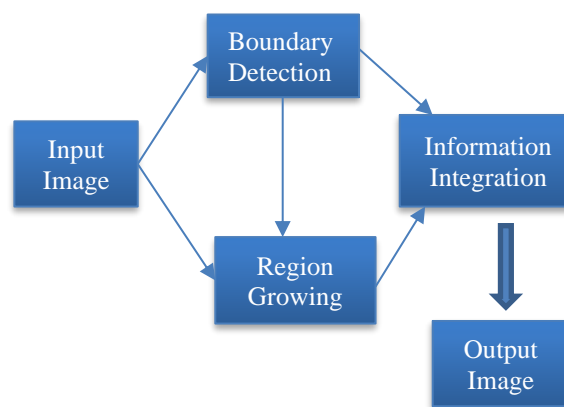 Boundary
Detection
Input
Image
Information
Integration
Region
Growing
Output
Image